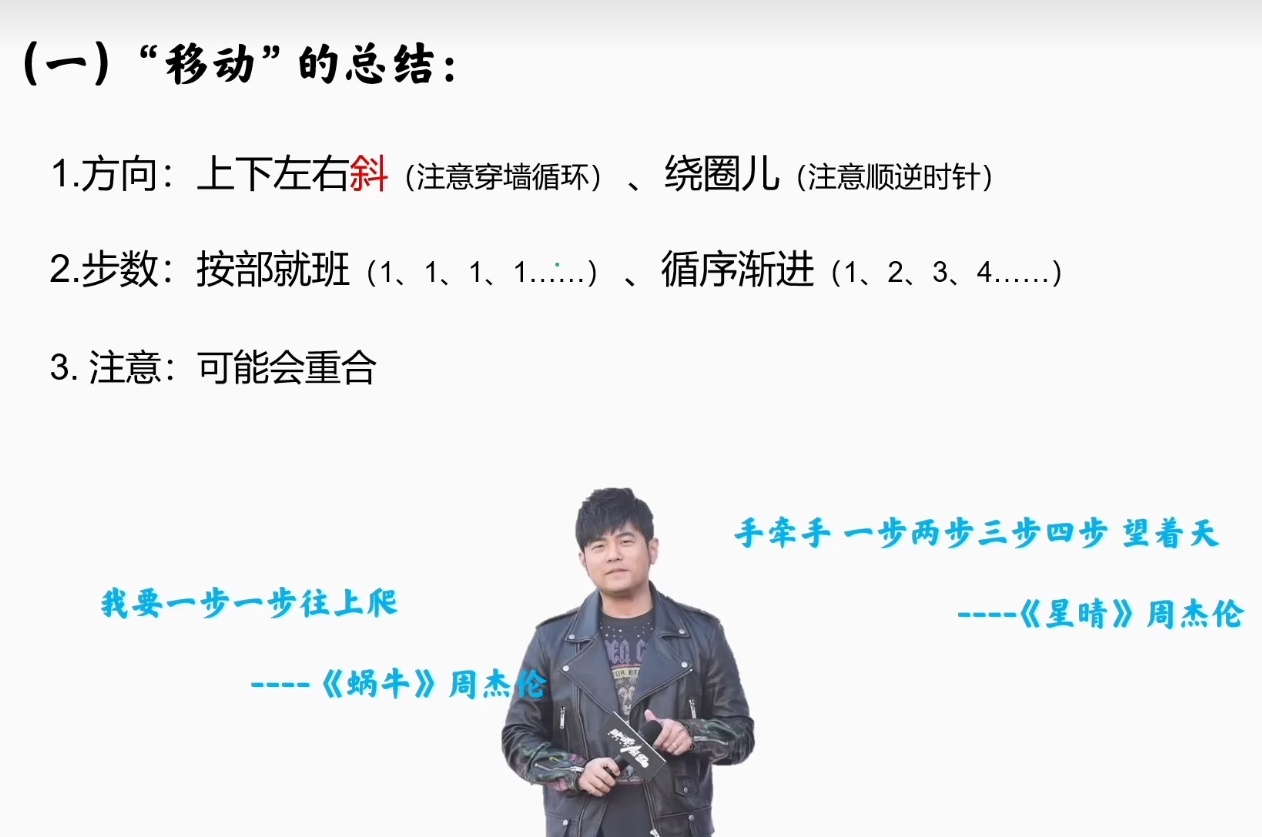 （一）“移动”的总结：
1.方向：上下左右斜（注意穿墙循环）、绕圈儿（注意顺逆时针）
2.步数：按部就班（1、1、1、1……）、循序渐进（1、2、3、4……）
3. 注意：可能会重合
手牵手 一步两步三步四步 望着天
----《星晴》周杰伦
我要一步一步往上爬
----《蜗牛》周杰伦